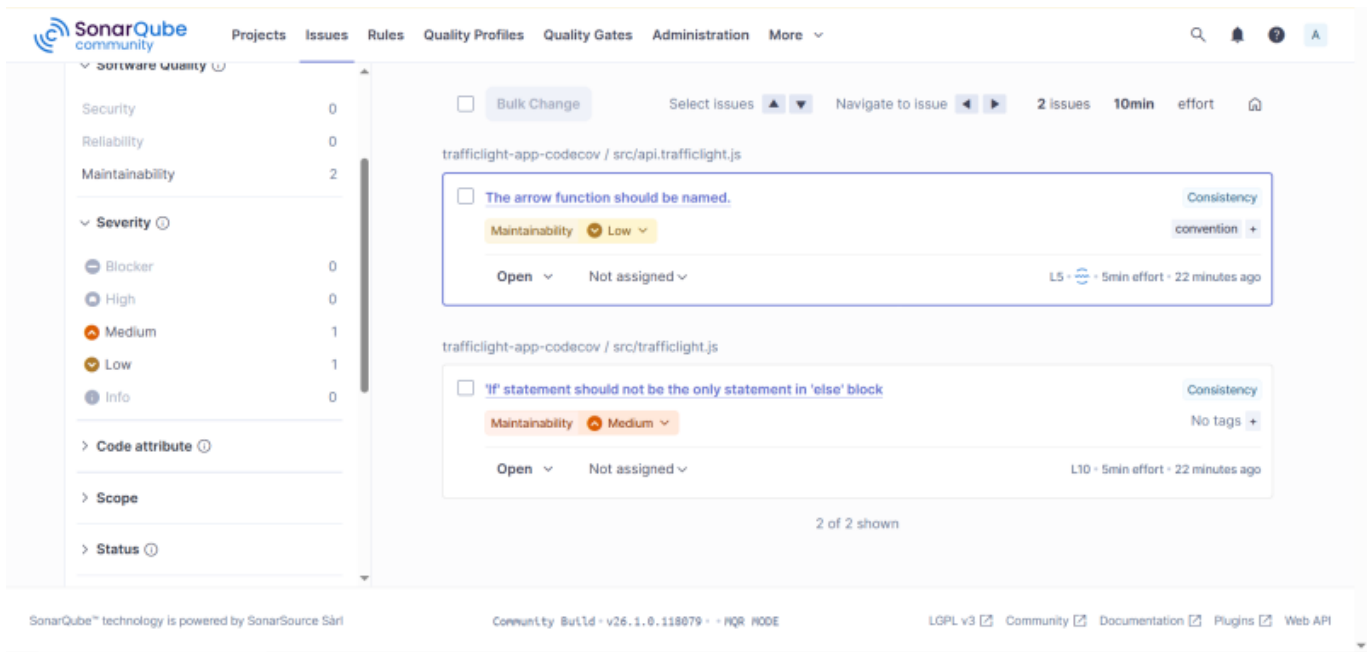 SonarQube community Projects Issues Rules Quality Profiles Quality Gates Administration More A
Software Quality
Security 0
Reliability 0
Maintainability 2
Severity
Blocker 0
High 0
Medium 1
Low 1
Info 0
Code attribute
Scope
Status
Bulk Change Select issues Navigate to issue 2 issues 10min effort
trafficlight-app-codecov / src/api.trafficlight.js
The arrow function should be named. Consistency
Maintainability Low convention +
Open Not assigned L5 • 5min effort • 22 minutes ago
trafficlight-app-codecov / src/trafficlight.js
'If' statement should not be the only statement in 'else' block Consistency
Maintainability Medium No tags +
Open Not assigned L10 • 5min effort • 22 minutes ago
2 of 2 shown
SonarQube™ technology is powered by SonarSource Sàrl Community Build • v26.1.0.118079 • • MQR MODE LGPL v3 Community Documentation Plugins Web API